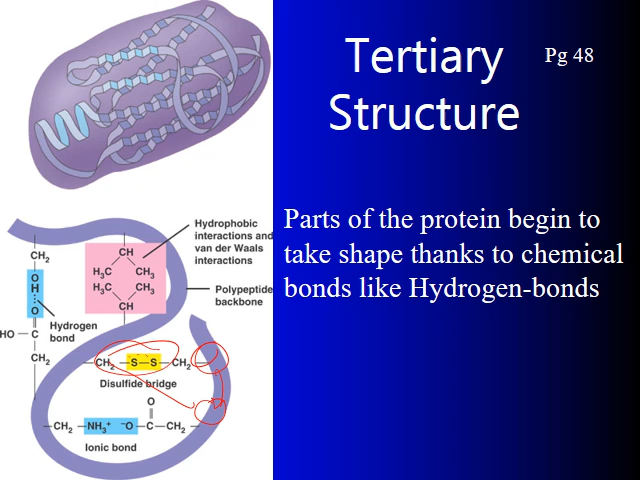 Tertiary
Structure
Pg 48
Parts of the protein begin to
take shape thanks to chemical
bonds like Hydrogen-bonds
Hydrophobic
interactions and
van der Waals
interactions
Polypeptide
backbone
CH₂
O
H
O
HO
C
CH₂
Hydrogen
bond
CH
H₃C CH₃
H₃C CH₃
CH
CH₂ S S CH₂
Disulfide bridge
O
CH₂ NH₃⁺ ⁻O C CH₂
Ionic bond